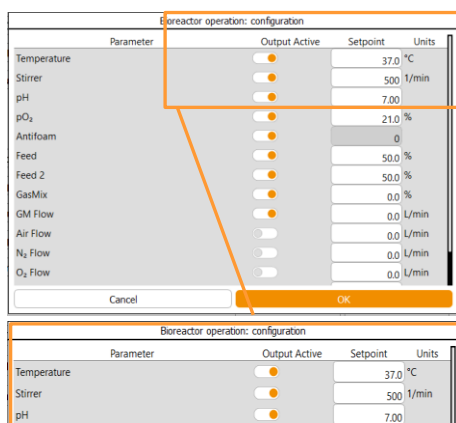 Bioreactor operation: configuration
Parameter Output Active Setpoint Units
Temperature 37.0 °C
Stirrer 500 1/min
pH 7.00
pO₂ 21.0 %
Antifoam 0
Feed 50.0 %
Feed 2 50.0 %
GasMix 0.0 %
GM Flow 0.0 L/min
Air Flow 0.0 L/min
N₂ Flow 0.0 L/min
O₂ Flow 0.0 L/min
Cancel OK
Bioreactor operation: configuration
Parameter Output Active Setpoint Units
Temperature 37.0 °C
Stirrer 500 1/min
pH 7.00